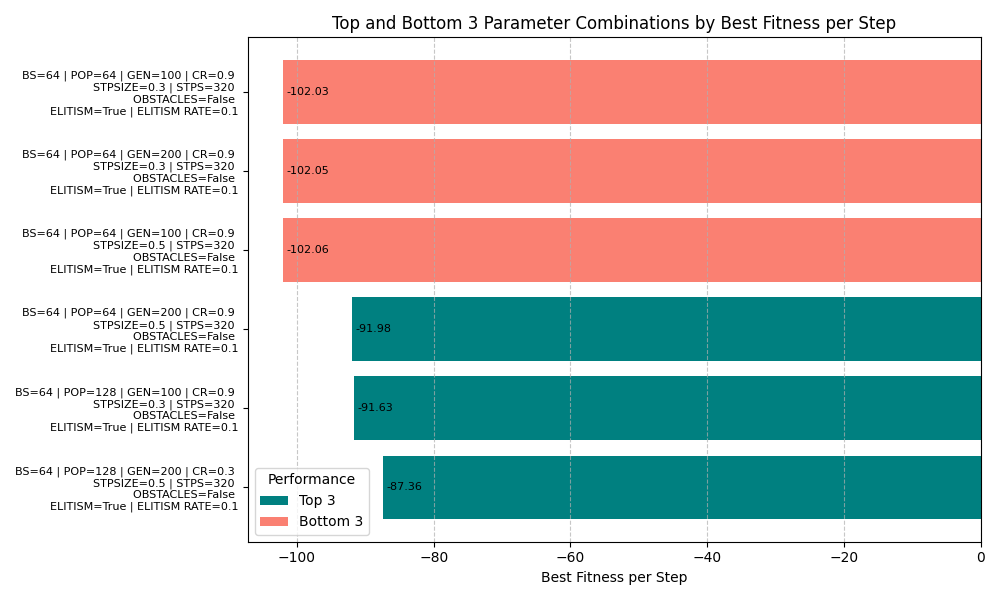 Top and Bottom 3 Parameter Combinations by Best Fitness per Step
BS=64 | POP=64 | GEN=100 | CR=0.9
STPSIZE=0.3 | STPS=320
OBSTACLES=False
ELITISM=True | ELITISM RATE=0.1
-102.03
BS=64 | POP=64 | GEN=200 | CR=0.9
STPSIZE=0.3 | STPS=320
OBSTACLES=False
ELITISM=True | ELITISM RATE=0.1
-102.05
BS=64 | POP=64 | GEN=100 | CR=0.9
STPSIZE=0.5 | STPS=320
OBSTACLES=False
ELITISM=True | ELITISM RATE=0.1
-102.06
BS=64 | POP=64 | GEN=200 | CR=0.9
STPSIZE=0.5 | STPS=320
OBSTACLES=False
ELITISM=True | ELITISM RATE=0.1
-91.98
BS=64 | POP=128 | GEN=100 | CR=0.9
STPSIZE=0.3 | STPS=320
OBSTACLES=False
ELITISM=True | ELITISM RATE=0.1
-91.63
BS=64 | POP=128 | GEN=200 | CR=0.3
STPSIZE=0.5 | STPS=320
OBSTACLES=False
ELITISM=True | ELITISM RATE=0.1
-87.36
Performance
Top 3
Bottom 3
−100 −80 −60 −40 −20 0
Best Fitness per Step